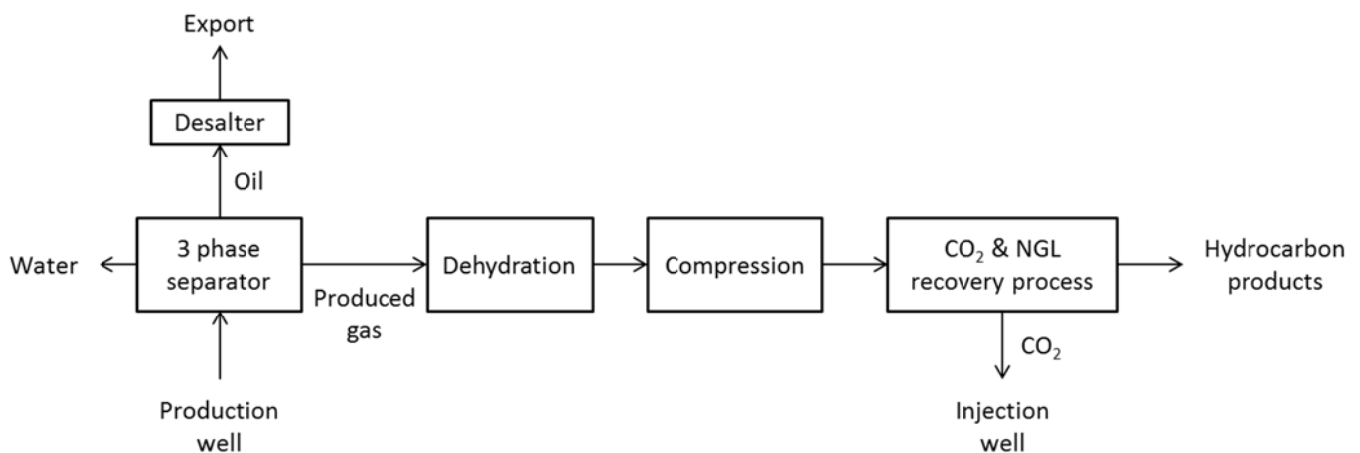 Export
Desalter
Oil
Water
3 phase
separator
Produced
gas
Dehydration
Compression
CO₂ & NGL
recovery process
Hydrocarbon
products
CO₂
Production
well
Injection
well